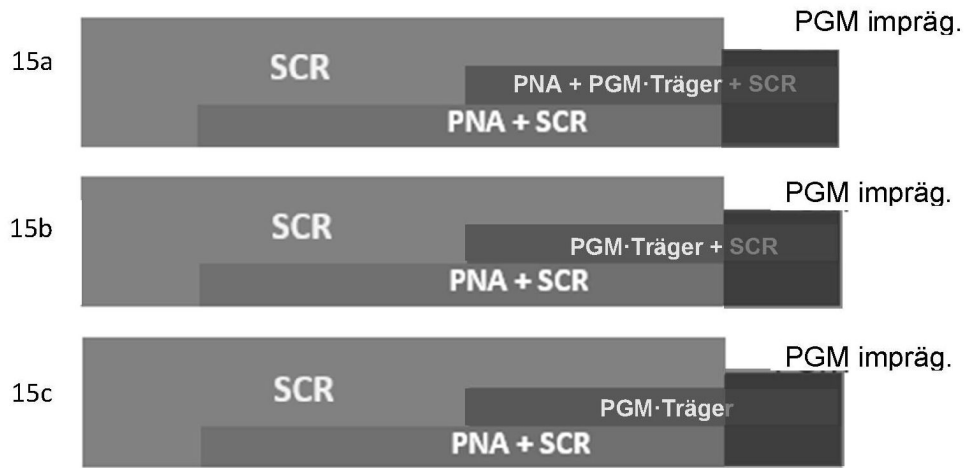 PGM impräg.
15a
SCR
PNA + PGM·Träger + SCR
PNA + SCR
PGM impräg.
15b
SCR
PGM·Träger + SCR
PNA + SCR
PGM impräg.
15c
SCR
PGM·Träger
PNA + SCR